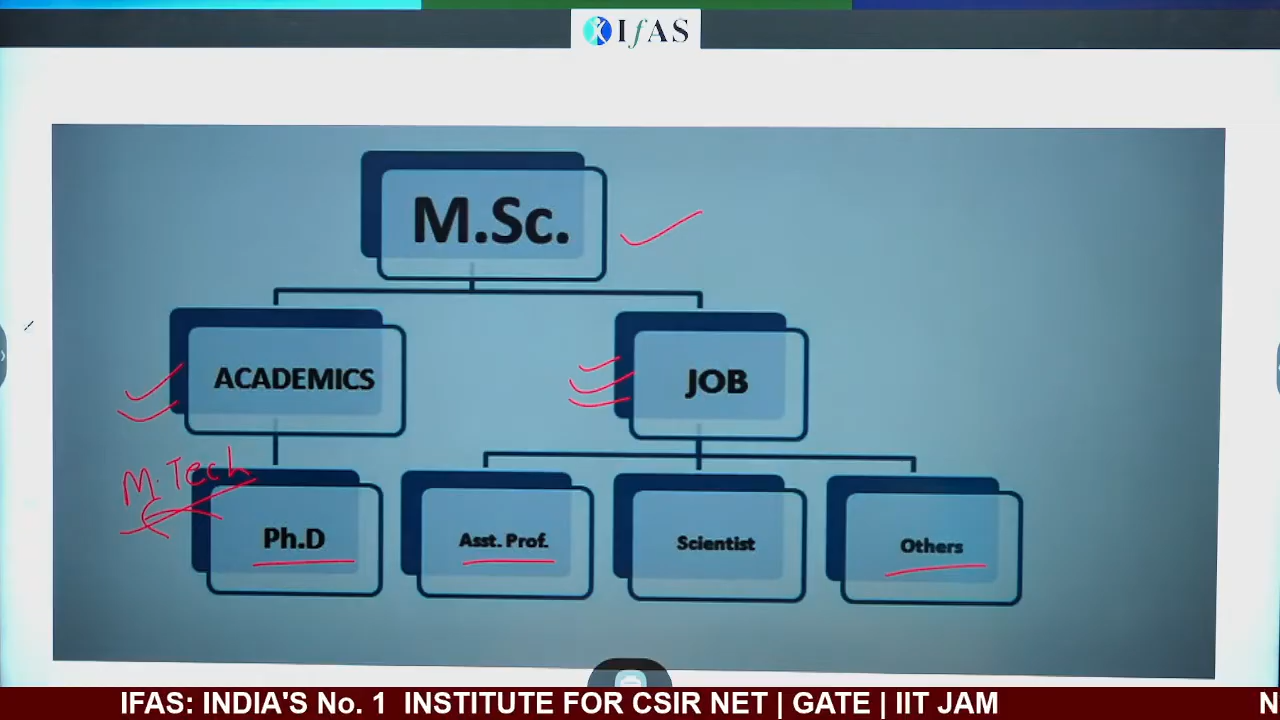 IfAS
M.Sc.
ACADEMICS
JOB
M.Tech
Ph.D
Asst. Prof.
Scientist
Others
IFAS: INDIA'S No. 1 INSTITUTE FOR CSIR NET | GATE | IIT JAM
N